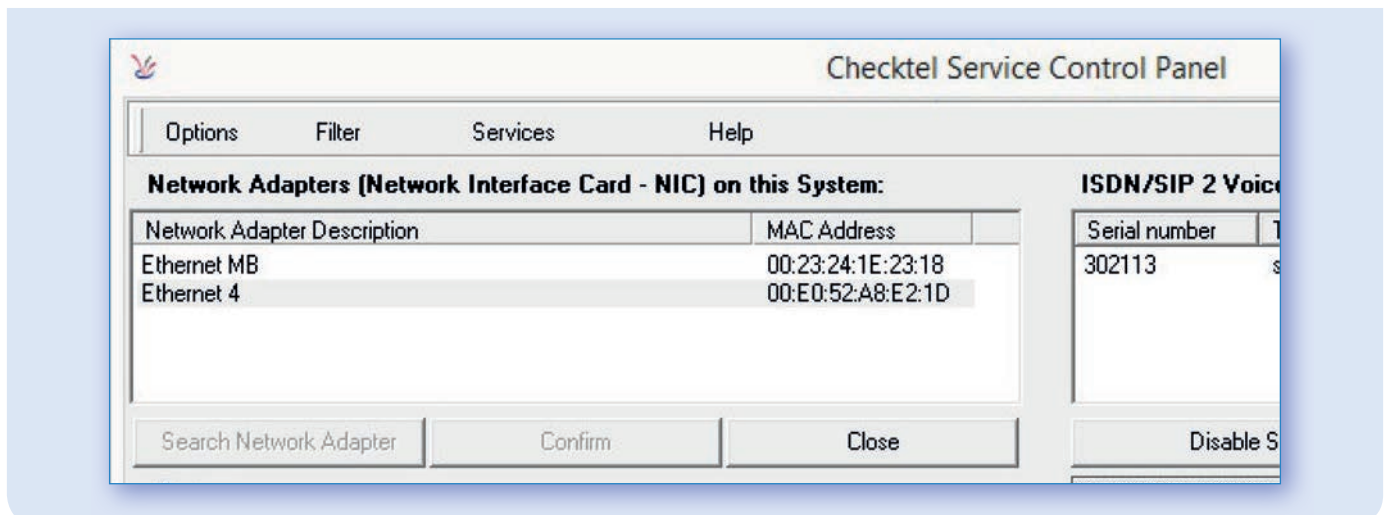 Checktel Service Control Panel
Options Filter Services Help
Network Adapters (Network Interface Card - NIC) on this System:
Network Adapter Description MAC Address
Ethernet MB 00:23:24:1E:23:18
Ethernet 4 00:E0:52:A8:E2:1D
Search Network Adapter Confirm Close
ISDN/SIP 2
Serial number
302113
Disable